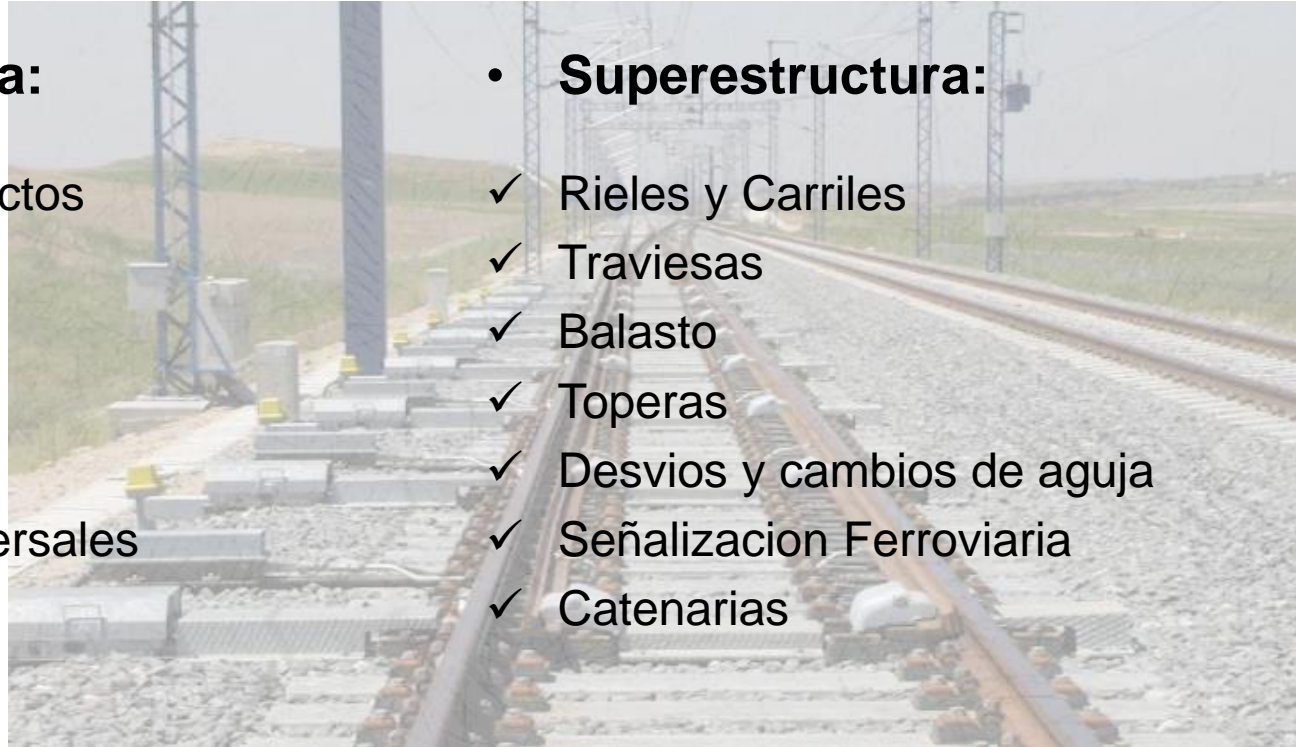 a:
ctos
ersales
• Superestructura:
✓ Rieles y Carriles
✓ Traviesas
✓ Balasto
✓ Toperas
✓ Desvios y cambios de aguja
✓ Señalizacion Ferroviaria
✓ Catenarias